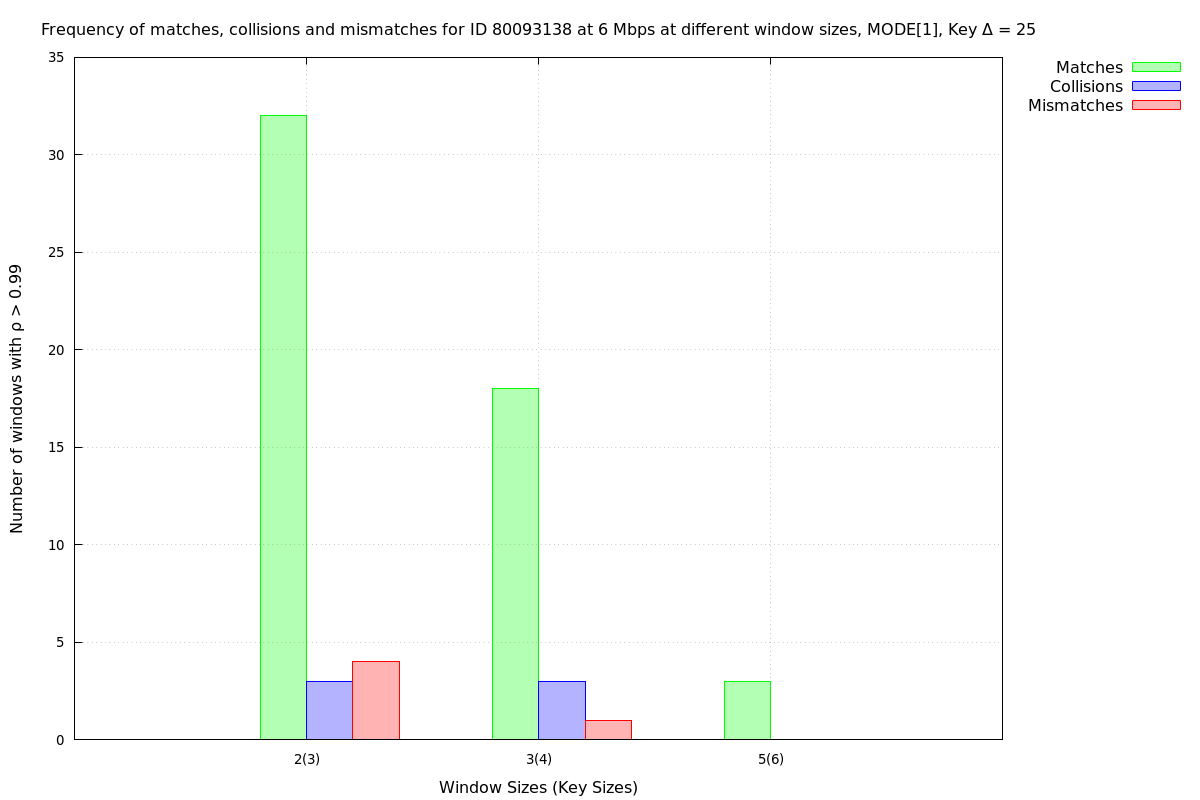 Frequency of matches, collisions and mismatches for ID 80093138 at 6 Mbps at different window sizes, MODE[1], Key Δ = 25
Matches
Collisions
Mismatches
Number of windows with ρ > 0.99
35
30
25
20
15
10
5
0
2(3) 3(4) 5(6)
Window Sizes (Key Sizes)